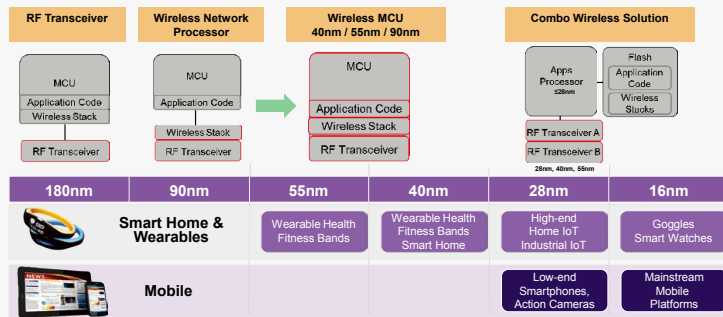 RF Transceiver
Wireless Network
Processor
Wireless MCU
40nm / 55nm / 90nm
Combo Wireless Solution
MCU
Application Code
Wireless Stack
RF Transceiver
MCU
Application Code
Wireless Stack
RF Transceiver
MCU
Application Code
Wireless Stack
RF Transceiver
Apps
Processor
≤28nm
Flash
Application
Code
Wireless
Stacks
RF Transceiver A
RF Transceiver B
28nm, 40nm, 55nm
180nm
90nm
55nm
40nm
28nm
16nm
Smart Home &
Wearables
Wearable Health
Fitness Bands
Wearable Health
Fitness Bands
Smart Home
High-end
Home IoT
Industrial IoT
Goggles
Smart Watches
NEWS
Mobile
Low-end
Smartphones,
Action Cameras
Mainstream
Mobile
Platforms